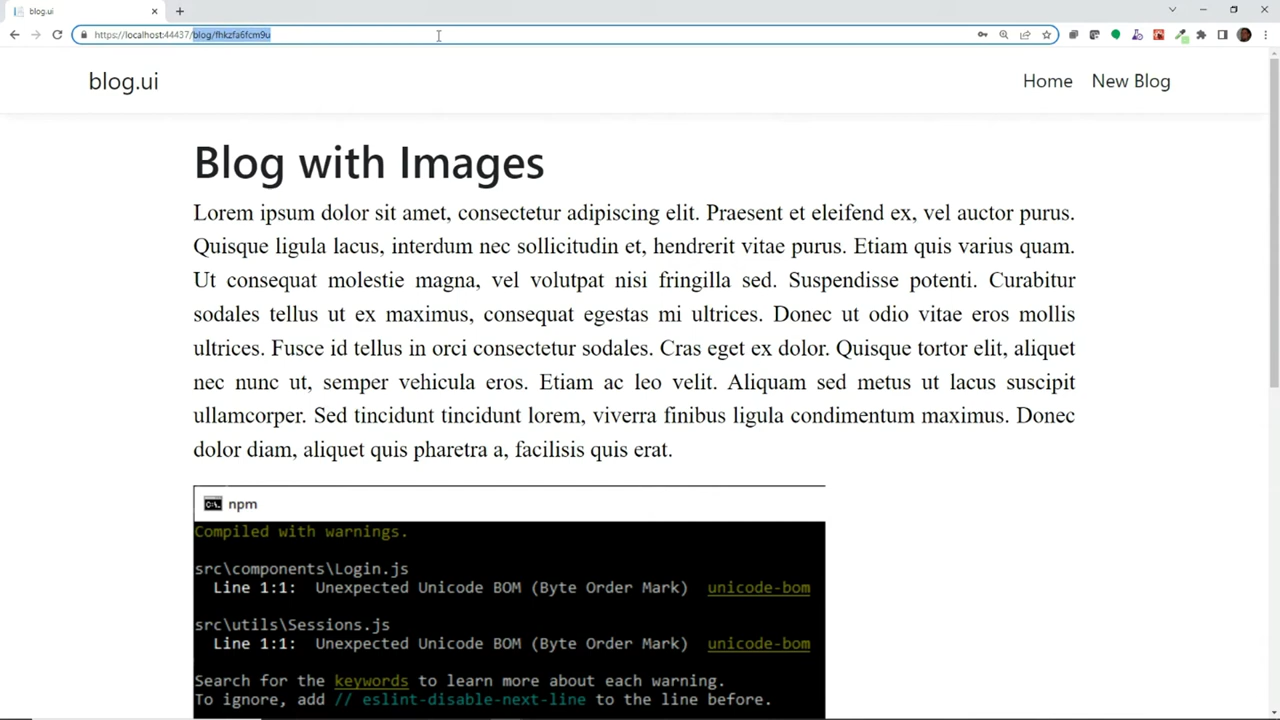 blog.ui
https://localhost:44437/blog/fhkzfa6fcm9u
blog.ui
Home
New Blog
Blog with Images
Lorem ipsum dolor sit amet, consectetur adipiscing elit. Praesent et eleifend ex, vel auctor purus.
Quisque ligula lacus, interdum nec sollicitudin et, hendrerit vitae purus. Etiam quis varius quam.
Ut consequat molestie magna, vel volutpat nisi fringilla sed. Suspendisse potenti. Curabitur
sodales tellus ut ex maximus, consequat egestas mi ultrices. Donec ut odio vitae eros mollis
ultrices. Fusce id tellus in orci consectetur sodales. Cras eget ex dolor. Quisque tortor elit, aliquet
nec nunc ut, semper vehicula eros. Etiam ac leo velit. Aliquam sed metus ut lacus suscipit
ullamcorper. Sed tincidunt tincidunt lorem, viverra finibus ligula condimentum maximus. Donec
dolor diam, aliquet quis pharetra a, facilisis quis erat.
npm
Compiled with warnings.
src\components\Login.js
Line 1:1: Unexpected Unicode BOM (Byte Order Mark) unicode-bom
src\utils\Sessions.js
Line 1:1: Unexpected Unicode BOM (Byte Order Mark) unicode-bom
Search for the keywords to learn more about each warning.
To ignore, add // eslint-disable-next-line to the line before.